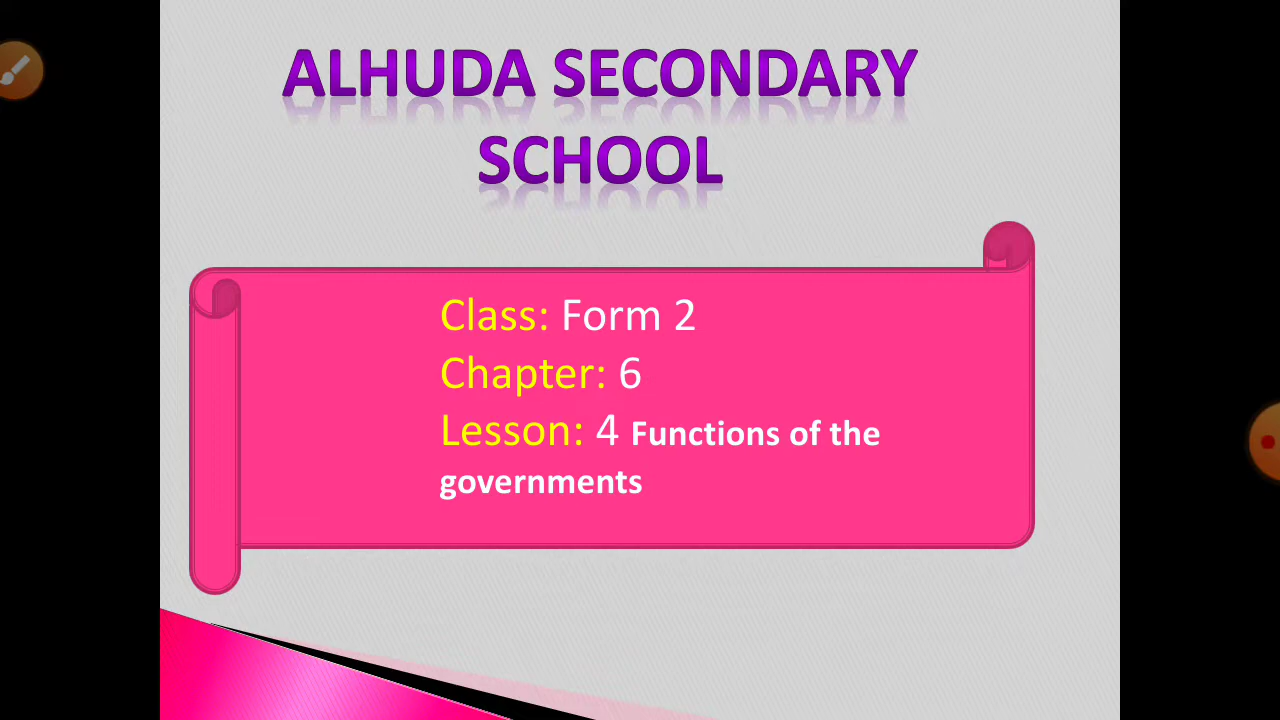 ALHUDA SECONDARY
SCHOOL
Class: Form 2
Chapter: 6
Lesson: 4 Functions of the
governments